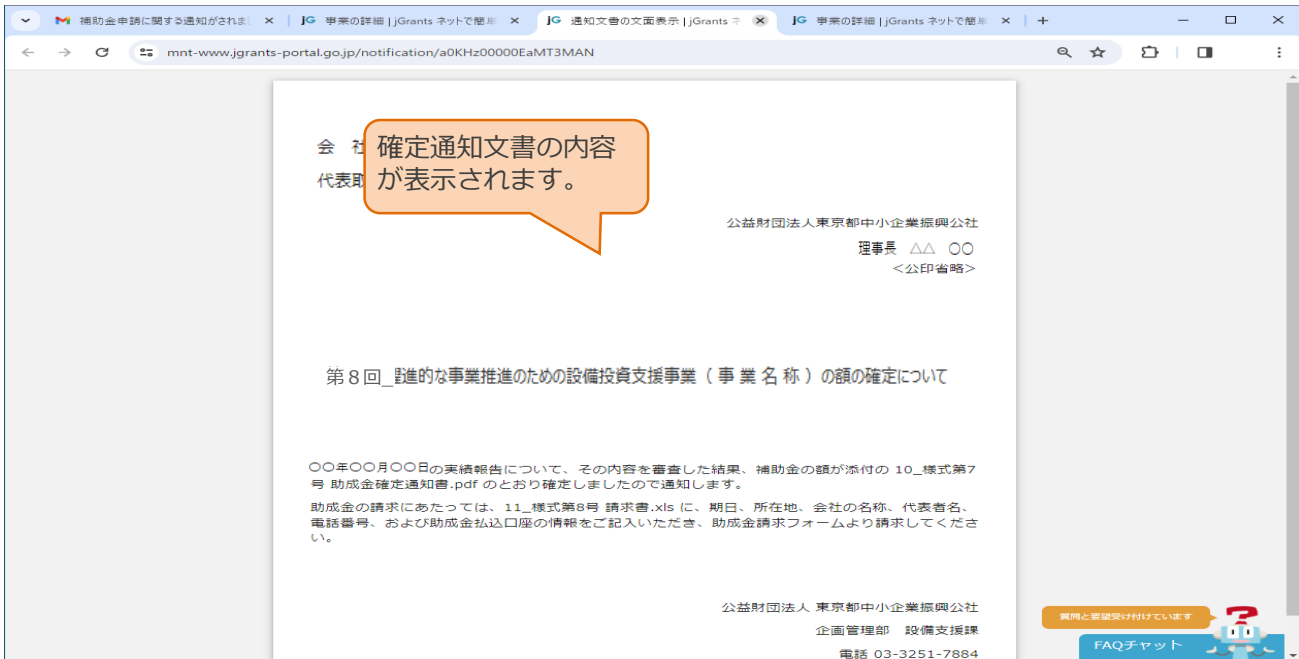 補助金申請に関する通知がされまし
jG 事業の詳細 | jGrants ネットで簡単
jG 通知文書の文面表示 | jGrants ネ
jG 事業の詳細 | jGrants ネットで簡単
mnt-www.jgrants-portal.go.jp/notification/a0KHz00000EaMT3MAN
確定通知文書の内容
が表示されます。
会 社
代表取
公益財団法人東京都中小企業振興公社
理事長 △△ 〇〇
<公印省略>
第8回_進的な事業推進のための設備投資支援事業（ 事 業 名 称 ）の額の確定について
〇〇年〇〇月〇〇日の実績報告について、その内容を審査した結果、補助金の額が添付の 10_様式第7
号 助成金確定通知書.pdf のとおり確定しましたので通知します。
助成金の請求にあたっては、11_様式第8号 請求書.xls に、期日、所在地、会社の名称、代表者名、
電話番号、および助成金払込口座の情報をご記入いただき、助成金請求フォームより請求してくださ
い。
公益財団法人 東京都中小企業振興公社
企画管理部 設備支援課
電話 03-3251-7884
質問と要望受け付けています
FAQチャット